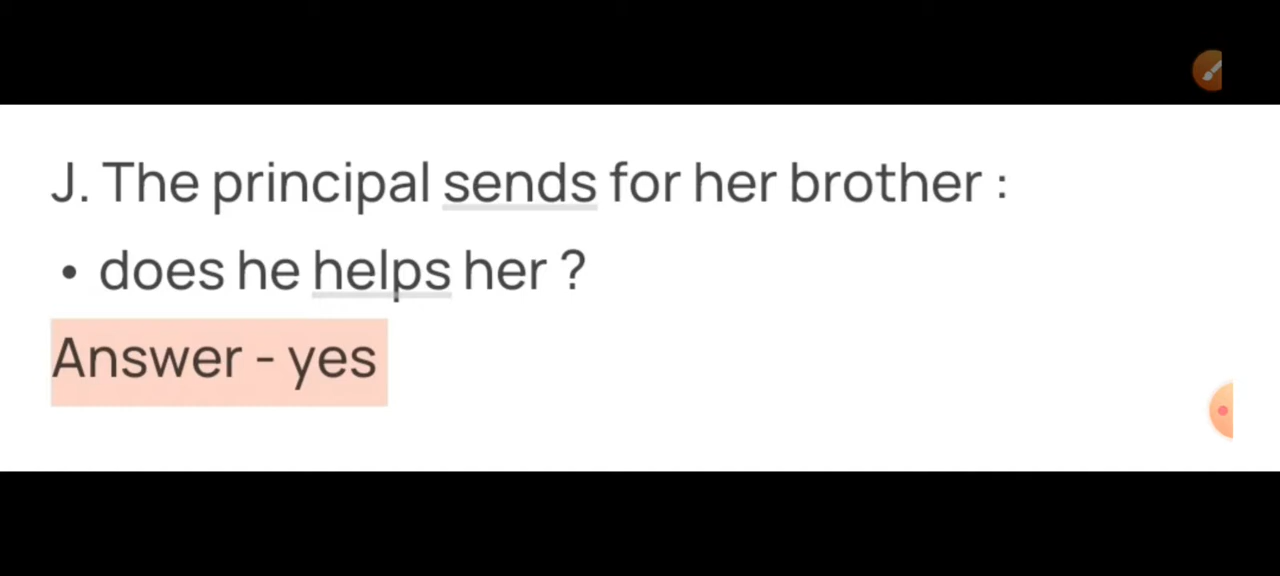 J. The principal sends for her brother :
• does he helps her ?
Answer - yes